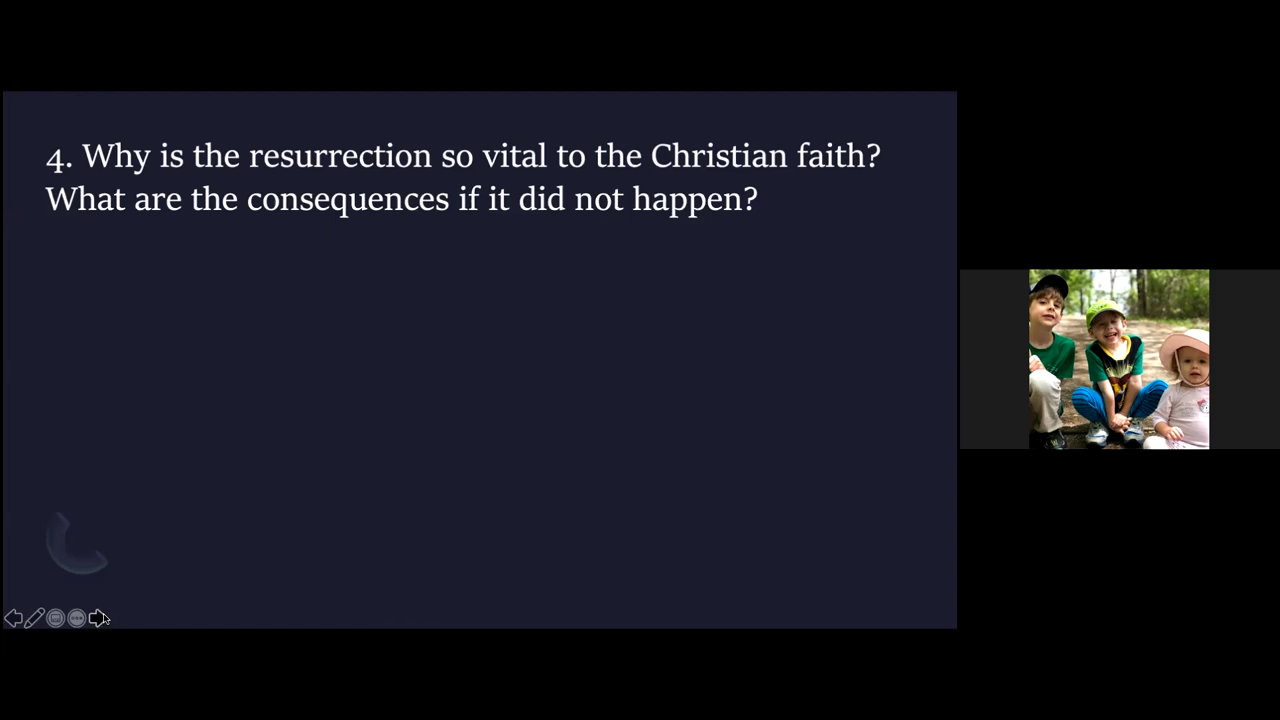 4. Why is the resurrection so vital to the Christian faith?
What are the consequences if it did not happen?